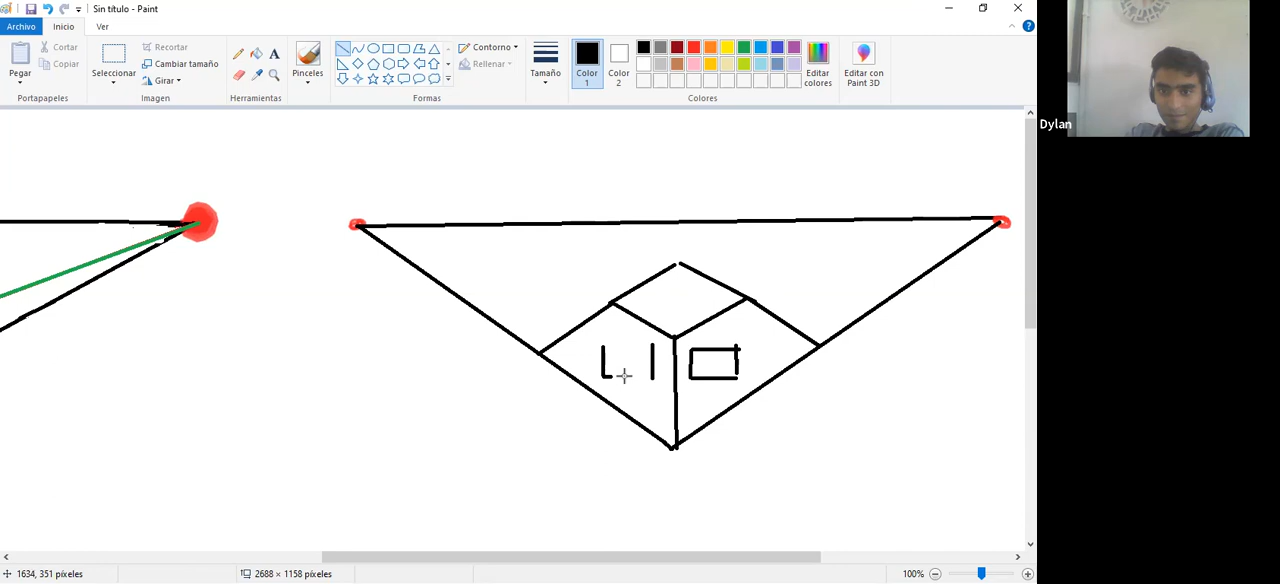 Sin título - Paint
Archivo Inicio Ver
Pegar
Cortar
Copiar
Portapapeles
Seleccionar
Recortar
Cambiar tamaño
Girar
Imagen
A
Herramientas
Pinceles
Contorno
Rellenar
Formas
Tamaño
Color 1
Color 2
Editar colores
Colores
Editar con Paint 3D
Dylan
1634, 351 píxeles
2688 × 1158 píxeles
100%